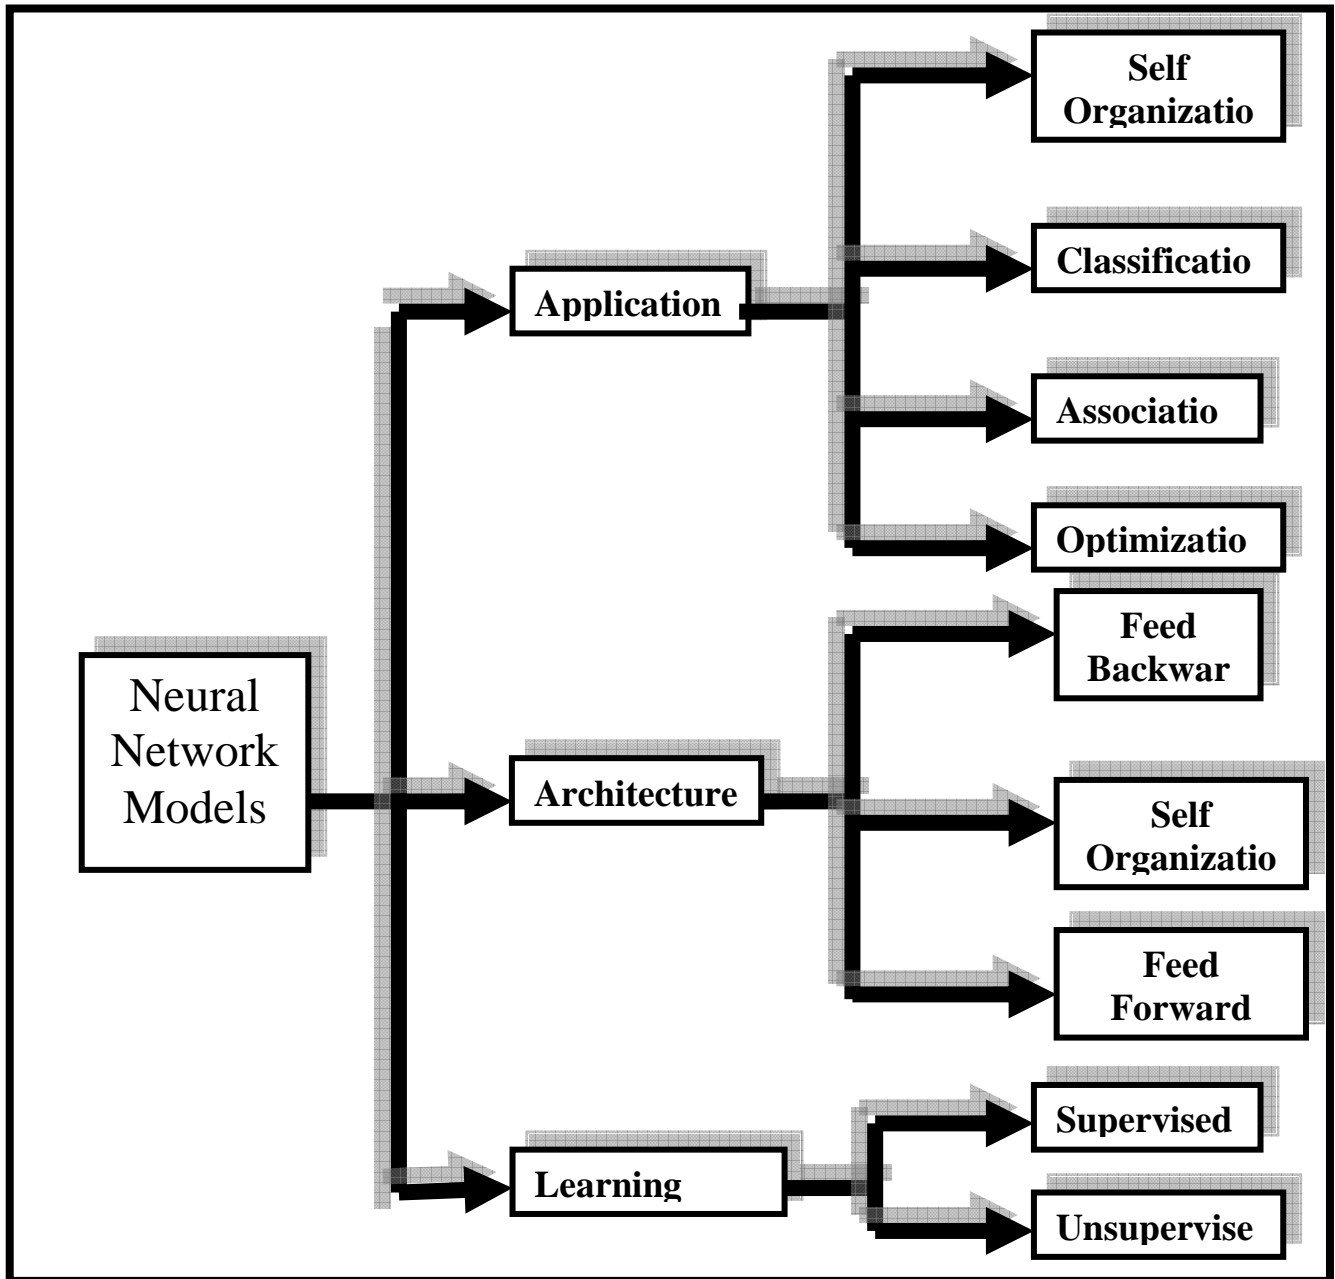 Self
Organizatio
Classificatio
Application
Associatio
Optimizatio
Feed
Backwar
Neural
Network
Models
Architecture
Self
Organizatio
Feed
Forward
Supervised
Learning
Unsupervise